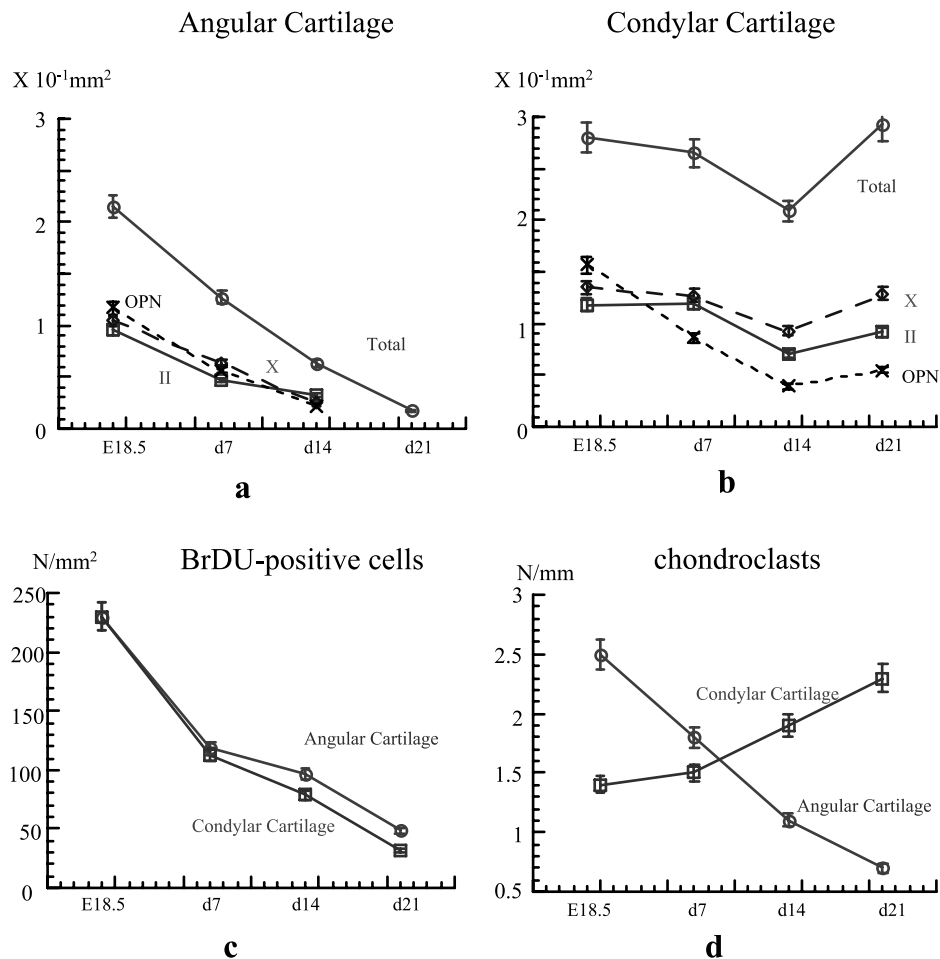 Angular Cartilage
X 10⁻¹mm²
3
2
1
0
OPN
II
X
Total
E18.5 d7 d14 d21
a
Condylar Cartilage
X 10⁻¹mm²
3
2
1
0
Total
X
II
OPN
E18.5 d7 d14 d21
b
BrDU-positive cells
N/mm²
250
200
150
100
50
0
Angular Cartilage
Condylar Cartilage
E18.5 d7 d14 d21
c
chondroclasts
N/mm
3
2.5
2
1.5
1
0.5
Condylar Cartilage
Angular Cartilage
E18.5 d7 d14 d21
d